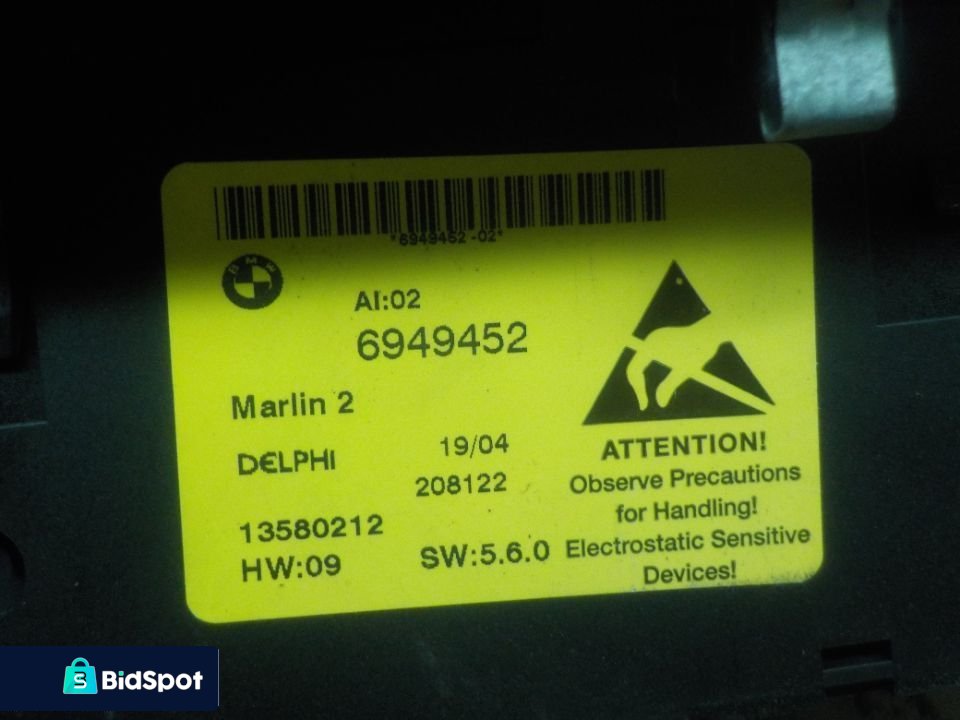 *6949452-02*
BMW
AI:02
6949452
Marlin 2
DELPHI
19/04
208122
13580212
HW:09
SW:5.6.0
ATTENTION!
Observe Precautions
for Handling!
Electrostatic Sensitive
Devices!
BidSpot